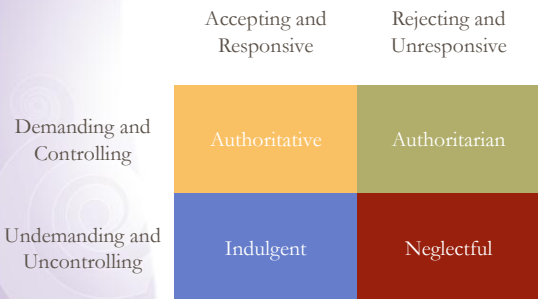 Accepting and
Responsive
Rejecting and
Unresponsive
Demanding and
Controlling
Authoritative
Authoritarian
Undemanding and
Uncontrolling
Indulgent
Neglectful